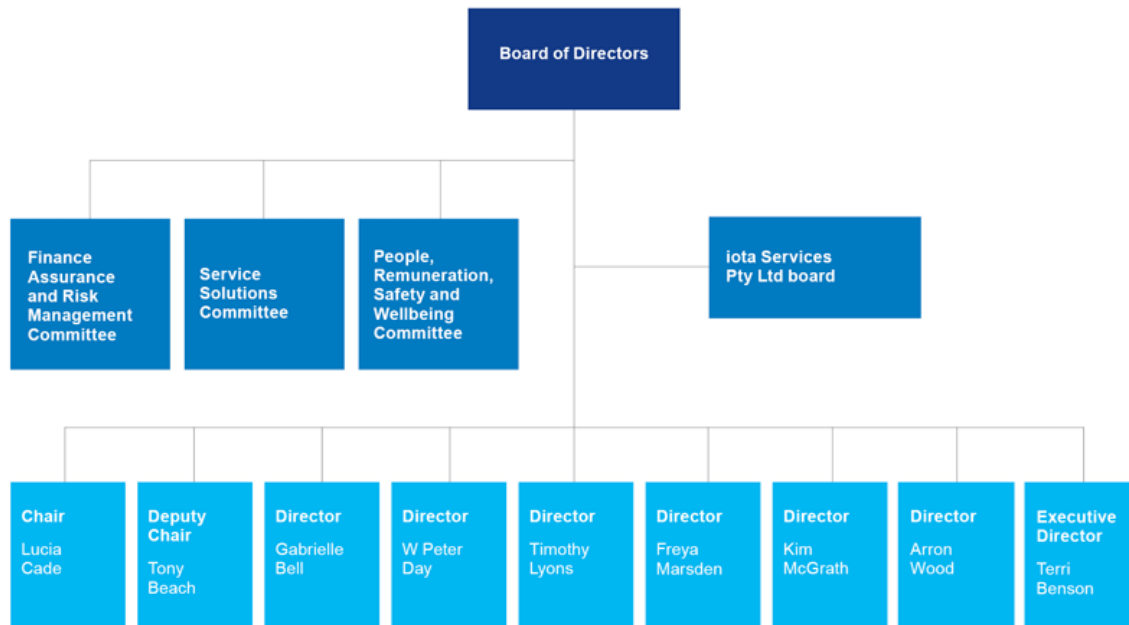 Board of Directors
Finance
Assurance
and Risk
Management
Committee
Service
Solutions
Committee
People,
Remuneration,
Safety and
Wellbeing
Committee
iota Services
Pty Ltd board
Chair
Lucia
Cade
Deputy
Chair
Tony
Beach
Director
Gabrielle
Bell
Director
W Peter
Day
Director
Timothy
Lyons
Director
Freya
Marsden
Director
Kim
McGrath
Director
Arron
Wood
Executive
Director
Terri
Benson